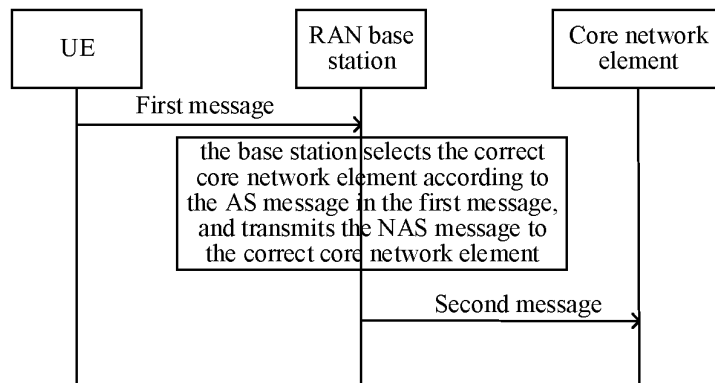 UE
RAN base
station
Core network
element
First message
the base station selects the correct
core network element according to
the AS message in the first message,
and transmits the NAS message to
the correct core network element
Second message